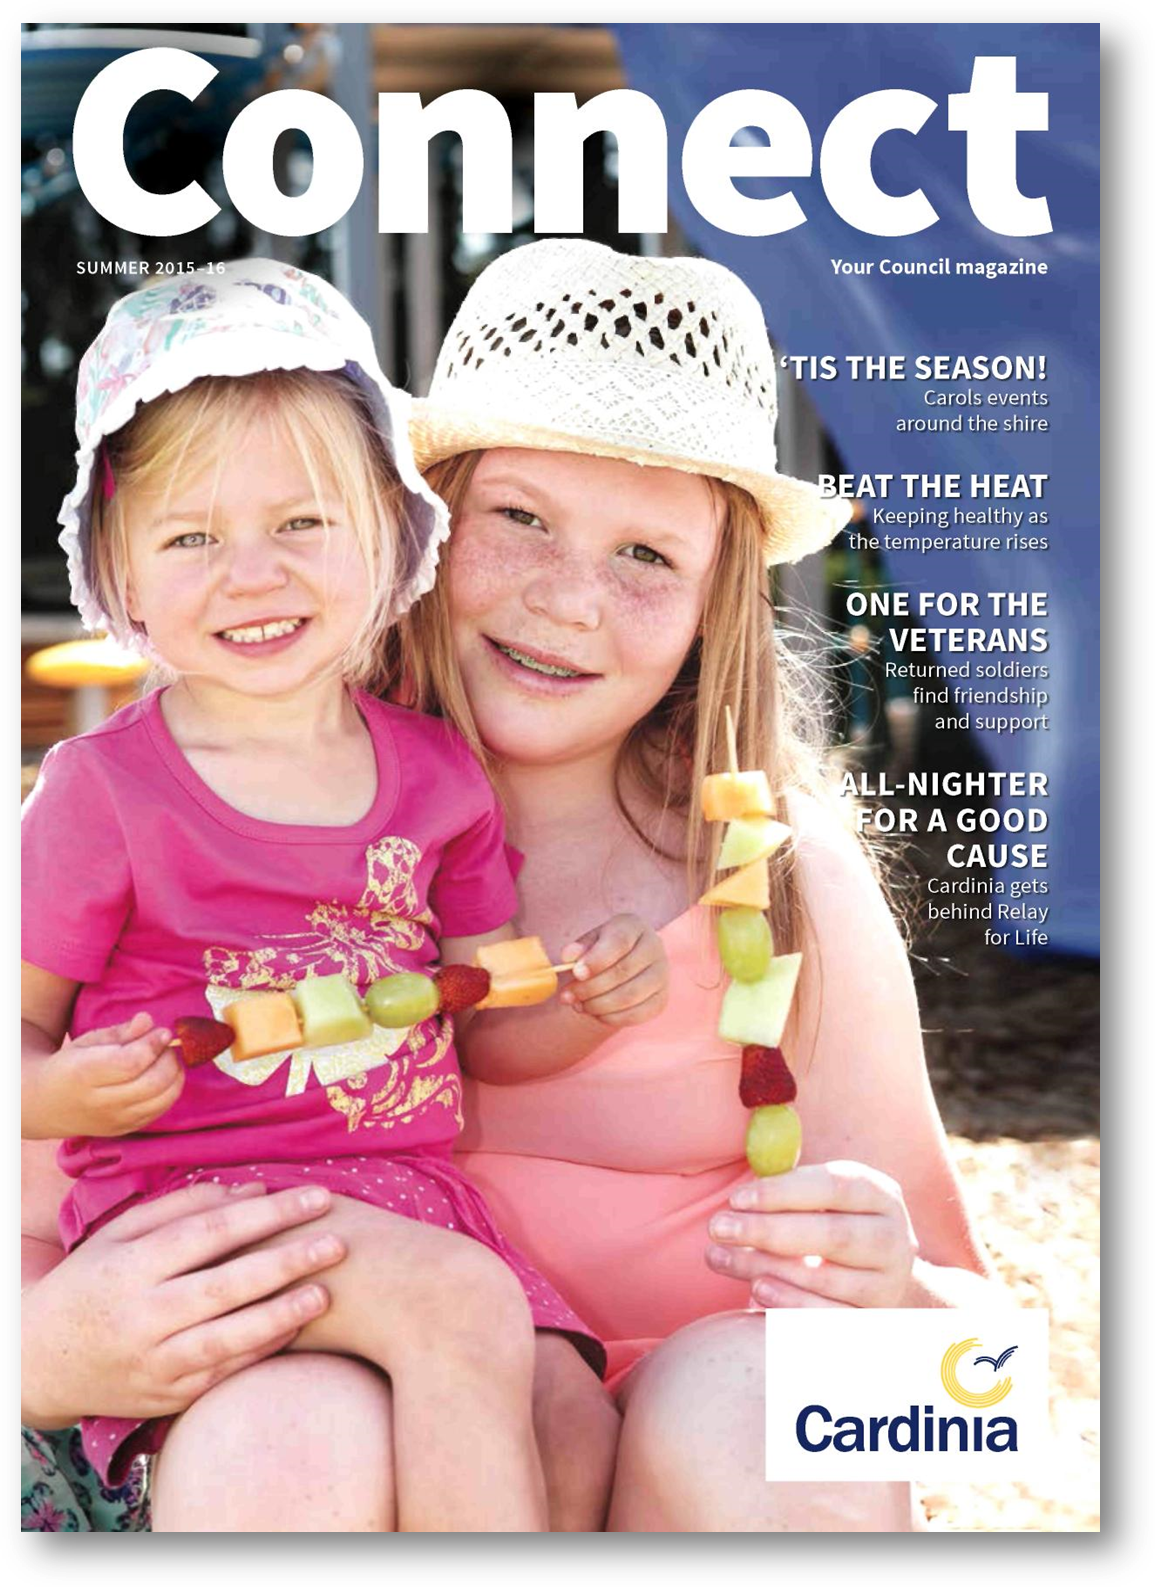 Connect
SUMMER 2015–16
Your Council magazine
‘TIS THE SEASON!
Carols events
around the shire
BEAT THE HEAT
Keeping healthy as
the temperature rises
ONE FOR THE
VETERANS
Returned soldiers
find friendship
and support
ALL-NIGHTER
FOR A GOOD
CAUSE
Cardinia gets
behind Relay
for Life
Cardinia